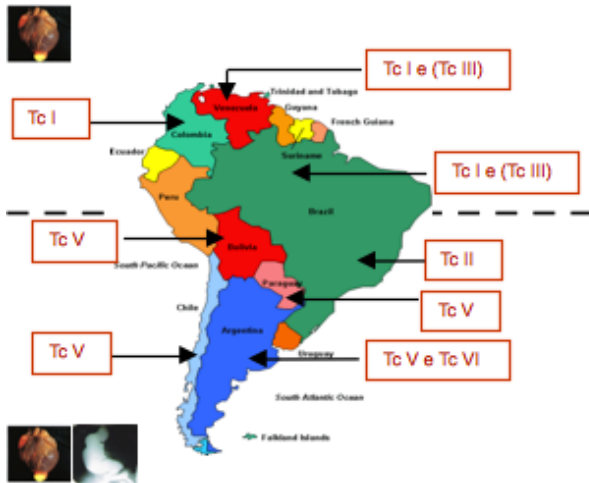 Tc I e (Tc III)
Trinidad and Tobago
Venezuela
Guyana
Tc I
French Guiana
Colombia
Suriname
Ecuador
Tc I e (Tc III)
Peru
Brazil
Tc V
Bolivia
Tc II
South Pacific Ocean
Paraguay
Chile
Tc V
Argentina
Tc V
Uruguay
Tc V e Tc VI
South Atlantic Ocean
Falkland Islands